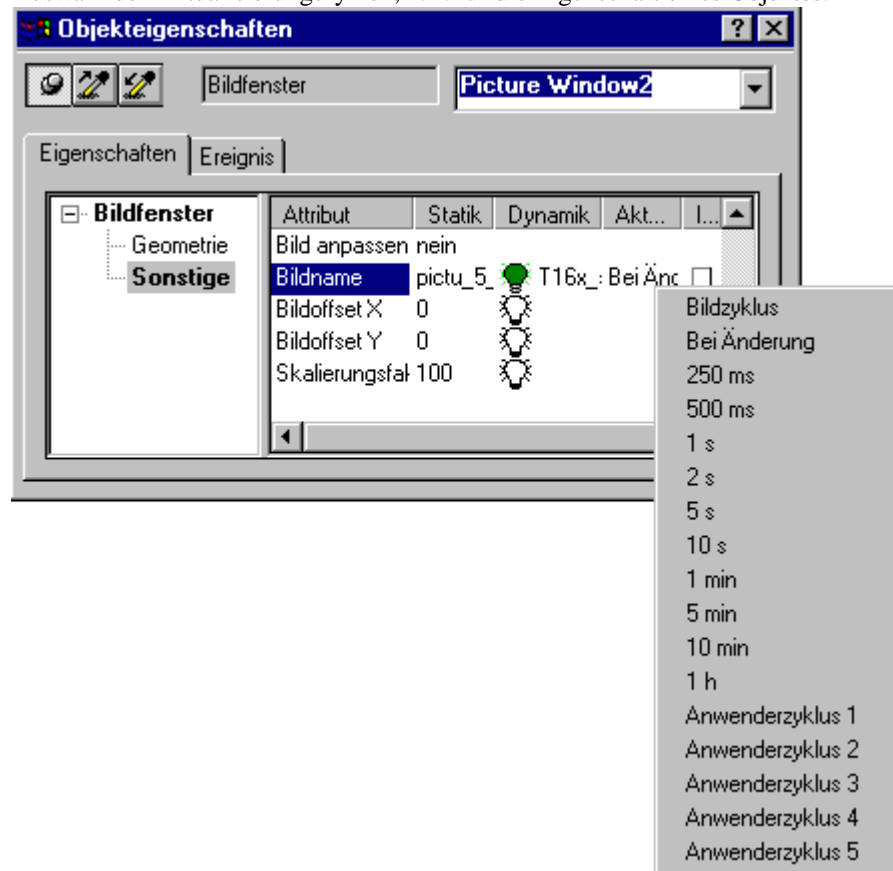 Objekteigenschaften
Bildfenster Picture Window2
Eigenschaften Ereignis
Bildfenster
Geometrie
Sonstige
Attribut Statik Dynamik Akt... I...
Bild anpassen nein
Bildname pictu_5_ T16x_ Bei Änd
Bildoffset X 0
Bildoffset Y 0
Skalierungsfak 100
Bildzyklus
Bei Änderung
250 ms
500 ms
1 s
2 s
5 s
10 s
1 min
5 min
10 min
1 h
Anwenderzyklus 1
Anwenderzyklus 2
Anwenderzyklus 3
Anwenderzyklus 4
Anwenderzyklus 5